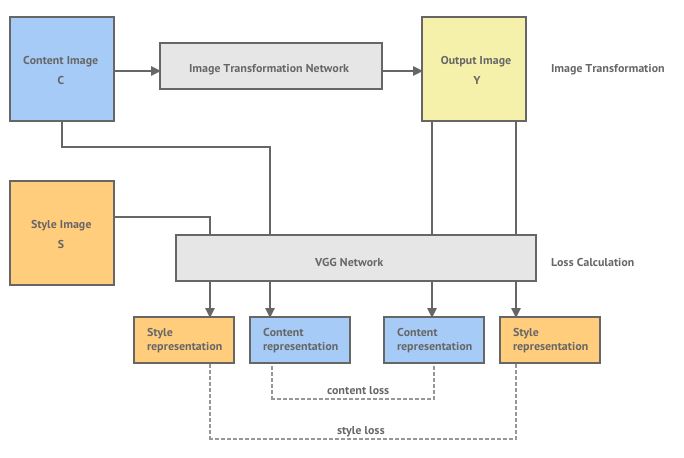 Content Image
C
Image Transformation Network
Output Image
Y
Image Transformation
Style Image
S
VGG Network
Loss Calculation
Style
representation
Content
representation
Content
representation
Style
representation
content loss
style loss